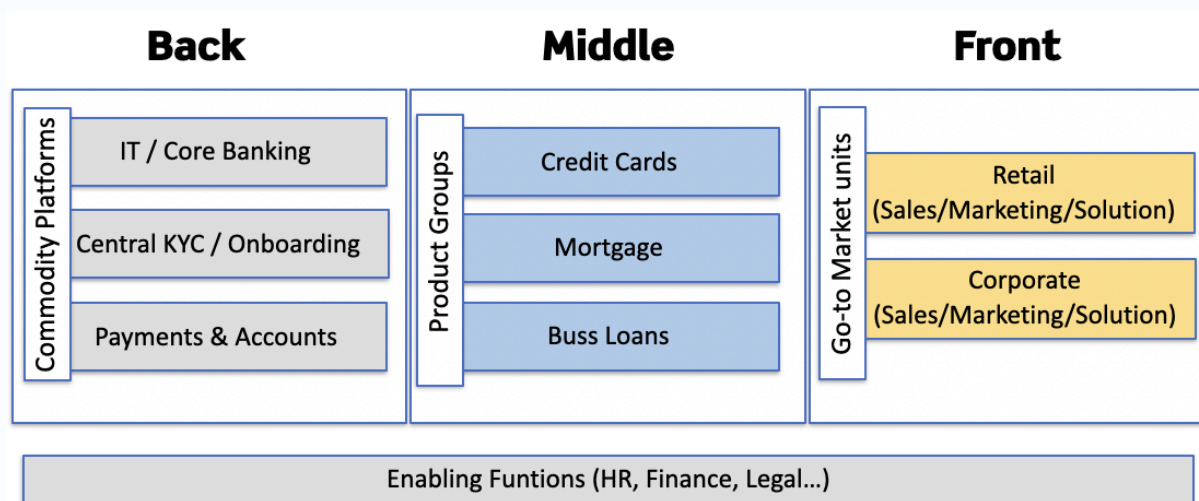 Back
Middle
Front
Commodity Platforms
IT / Core Banking
Central KYC / Onboarding
Payments & Accounts
Product Groups
Credit Cards
Mortgage
Buss Loans
Go-to Market units
Retail
(Sales/Marketing/Solution)
Corporate
(Sales/Marketing/Solution)
Enabling Funtions (HR, Finance, Legal...)